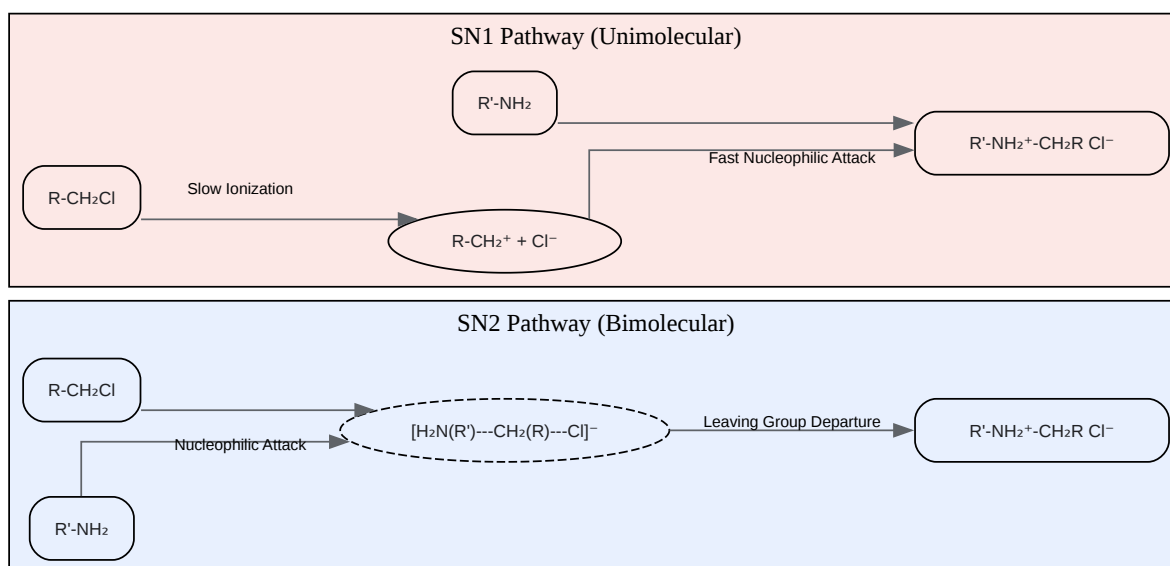 SN1 Pathway (Unimolecular)
R'-NH₂
R'-NH₂⁺-CH₂R Cl⁻
Fast Nucleophilic Attack
R-CH₂Cl
Slow Ionization
R-CH₂⁺ + Cl⁻
SN2 Pathway (Bimolecular)
R-CH₂Cl
Nucleophilic Attack
[H₂N(R')---CH₂(R)---Cl]⁻
Leaving Group Departure
R'-NH₂⁺-CH₂R Cl⁻
R'-NH₂